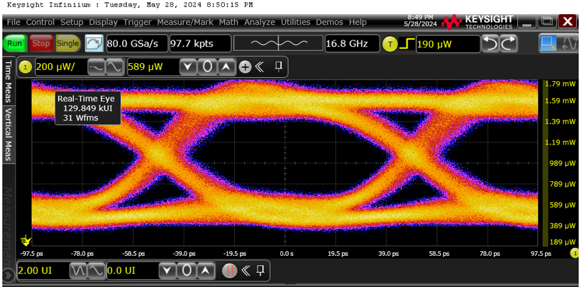 Keysight Infiniium : Tuesday, May 28, 2024 8:50:15 PM
File Control Setup Display Trigger Measure/Mark Math Analyze Utilities Demos Help
8:49 PM
5/28/2024
KEYSIGHT
TECHNOLOGIES
Run Stop Single 80.0 GSa/s 97.7 kpts 16.8 GHz T 190 µW
1 200 µW/ 589 µW
Time Meas
Vertical Meas
Real-Time Eye
129.849 kUI
31 Wfms
1.79 mW
1.59 mW
1.39 mW
1.19 mW
989 µW
789 µW
589 µW
389 µW
189 µW
-97.5 ps -78.0 ps -58.5 ps -39.0 ps -19.5 ps 0.0 s 19.5 ps 39.0 ps 58.5 ps 78.0 ps 97.5 ps
2.00 UI 0.0 UI